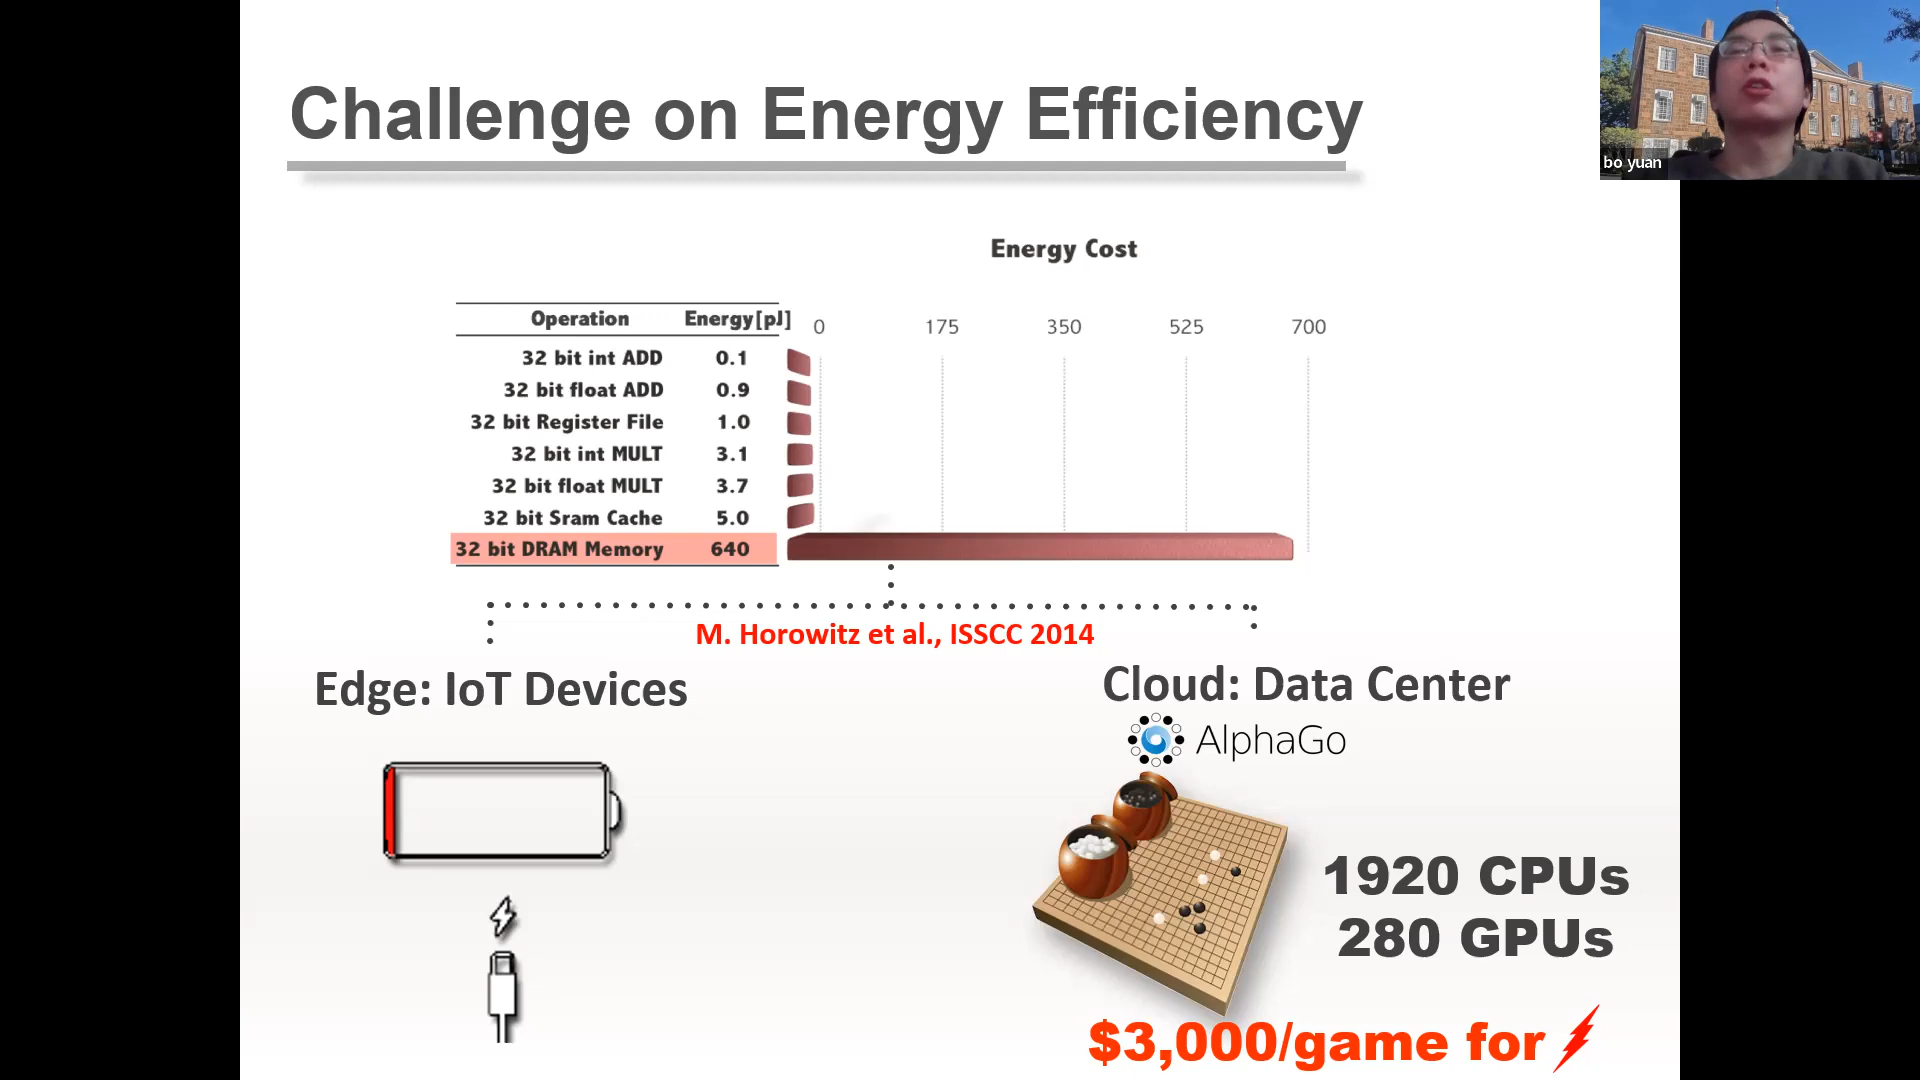 Challenge on Energy Efficiency
bo yuan
Energy Cost
Operation Energy[pJ] 0 175 350 525 700
32 bit int ADD 0.1
32 bit float ADD 0.9
32 bit Register File 1.0
32 bit int MULT 3.1
32 bit float MULT 3.7
32 bit Sram Cache 5.0
32 bit DRAM Memory 640
M. Horowitz et al., ISSCC 2014
Edge: IoT Devices
Cloud: Data Center
AlphaGo
1920 CPUs
280 GPUs
$3,000/game for